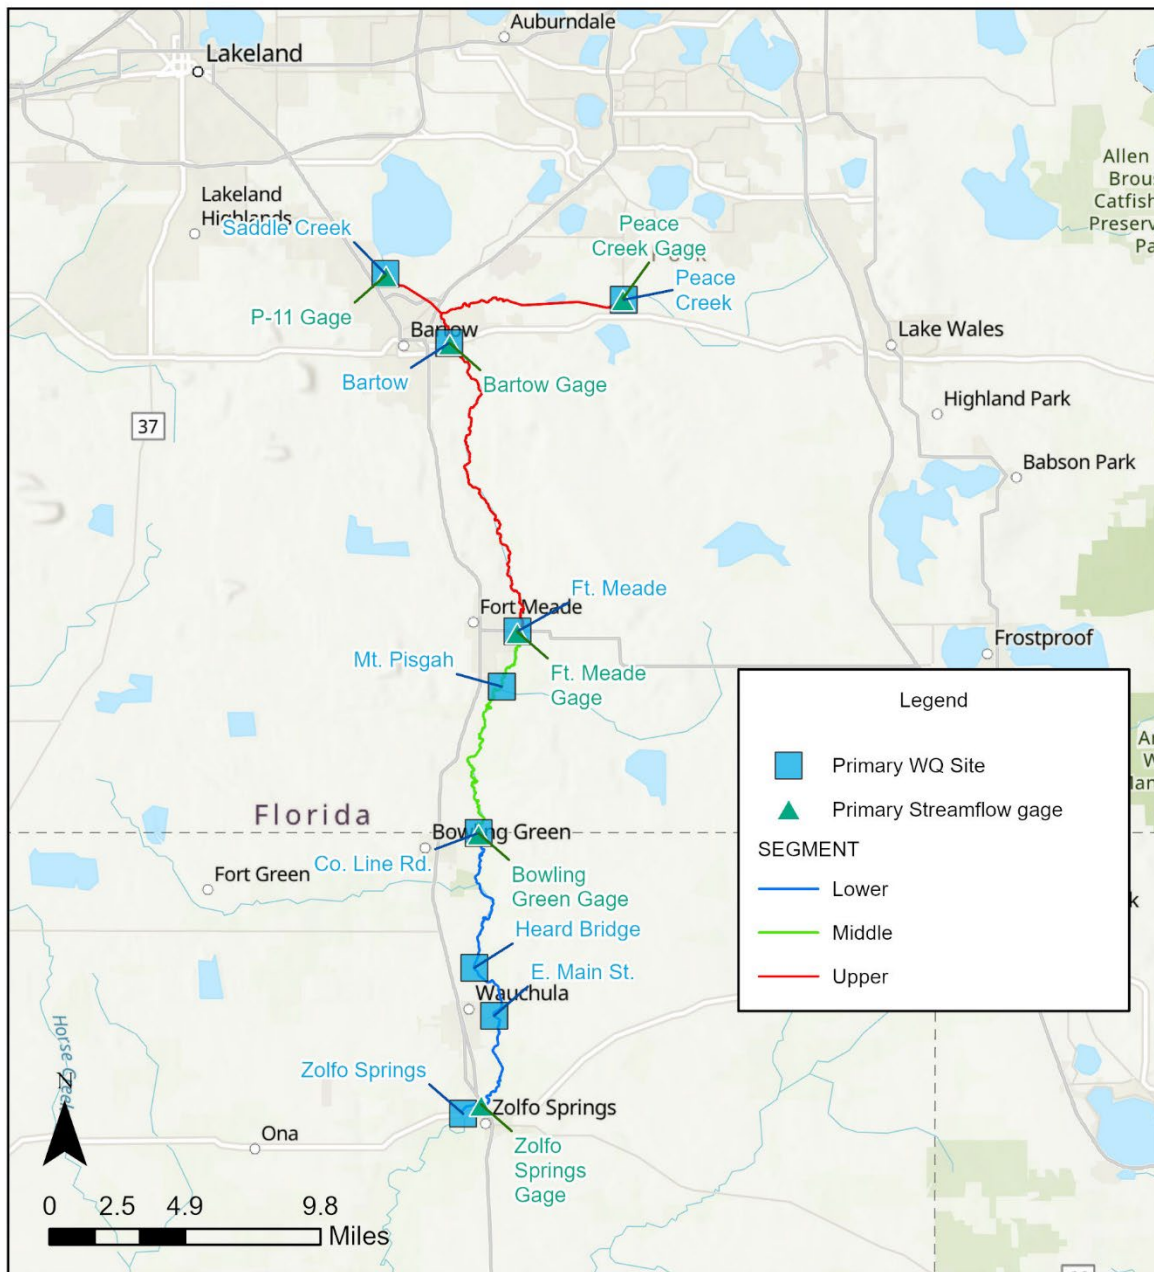 Auburndale
Lakeland
Allen
Brous
Catfish
Preserv
Pa
Lakeland
Highlands
Saddle Creek
Peace
Creek Gage
Peace
Creek
P-11 Gage
Bartow
Lake Wales
Bartow
Bartow Gage
Highland Park
37
Babson Park
Ft. Meade
Fort Meade
Frostproof
Mt. Pisgah
Ft. Meade
Gage
Legend
Primary WQ Site
Primary Streamflow gage
SEGMENT
Lower
Middle
Upper
Florida
Bowling Green
Co. Line Rd.
Fort Green
Bowling
Green Gage
k
Heard Bridge
E. Main St.
Wauchula
Horse Creek
Zolfo Springs
Zolfo Springs
N
Ona
Zolfo
Springs
Gage
0 2.5 4.9 9.8
Miles